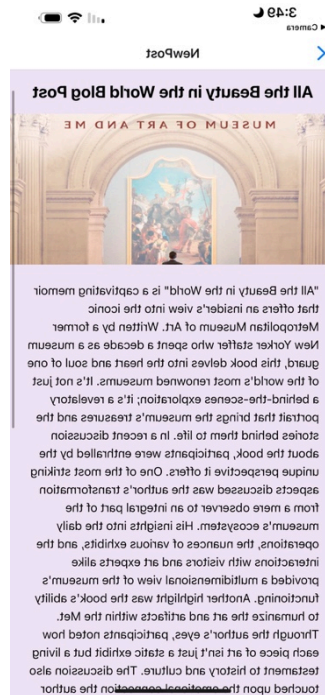 3:49
◀ Camera
NewPost
All the Beauty in the World Blog Post
MUSEUM OF ART AND THE
"All the Beauty in the World" is a captivating memoir
that offers an insider's view into the iconic
Metropolitan Museum of Art. Written by a former
New Yorker staffer who spent a decade as a museum
guard, this book delves into the heart and soul of one
of the world's most renowned museums. It's not just
a behind-the-scenes exploration; it's a revelatory
portrait that brings the museum's treasures and the
stories behind them to life. In a recent discussion
about the book, participants were enthralled by the
unique perspective it offers. One of the most striking
aspects discussed was the author's transformation
from a mere observer to an integral part of the
museum's ecosystem. His insights into the daily
operations, the nuances of various exhibits, and the
interactions with visitors and art experts alike
provided a multidimensional view of the museum's
functioning. Another highlight was the book's ability
to humanize the art and artifacts within the Met.
Through the author's eyes, participants noted how
each piece of art isn't just a static exhibit but a living
testament to history and culture. The discussion also
touched upon the emotional connection the author